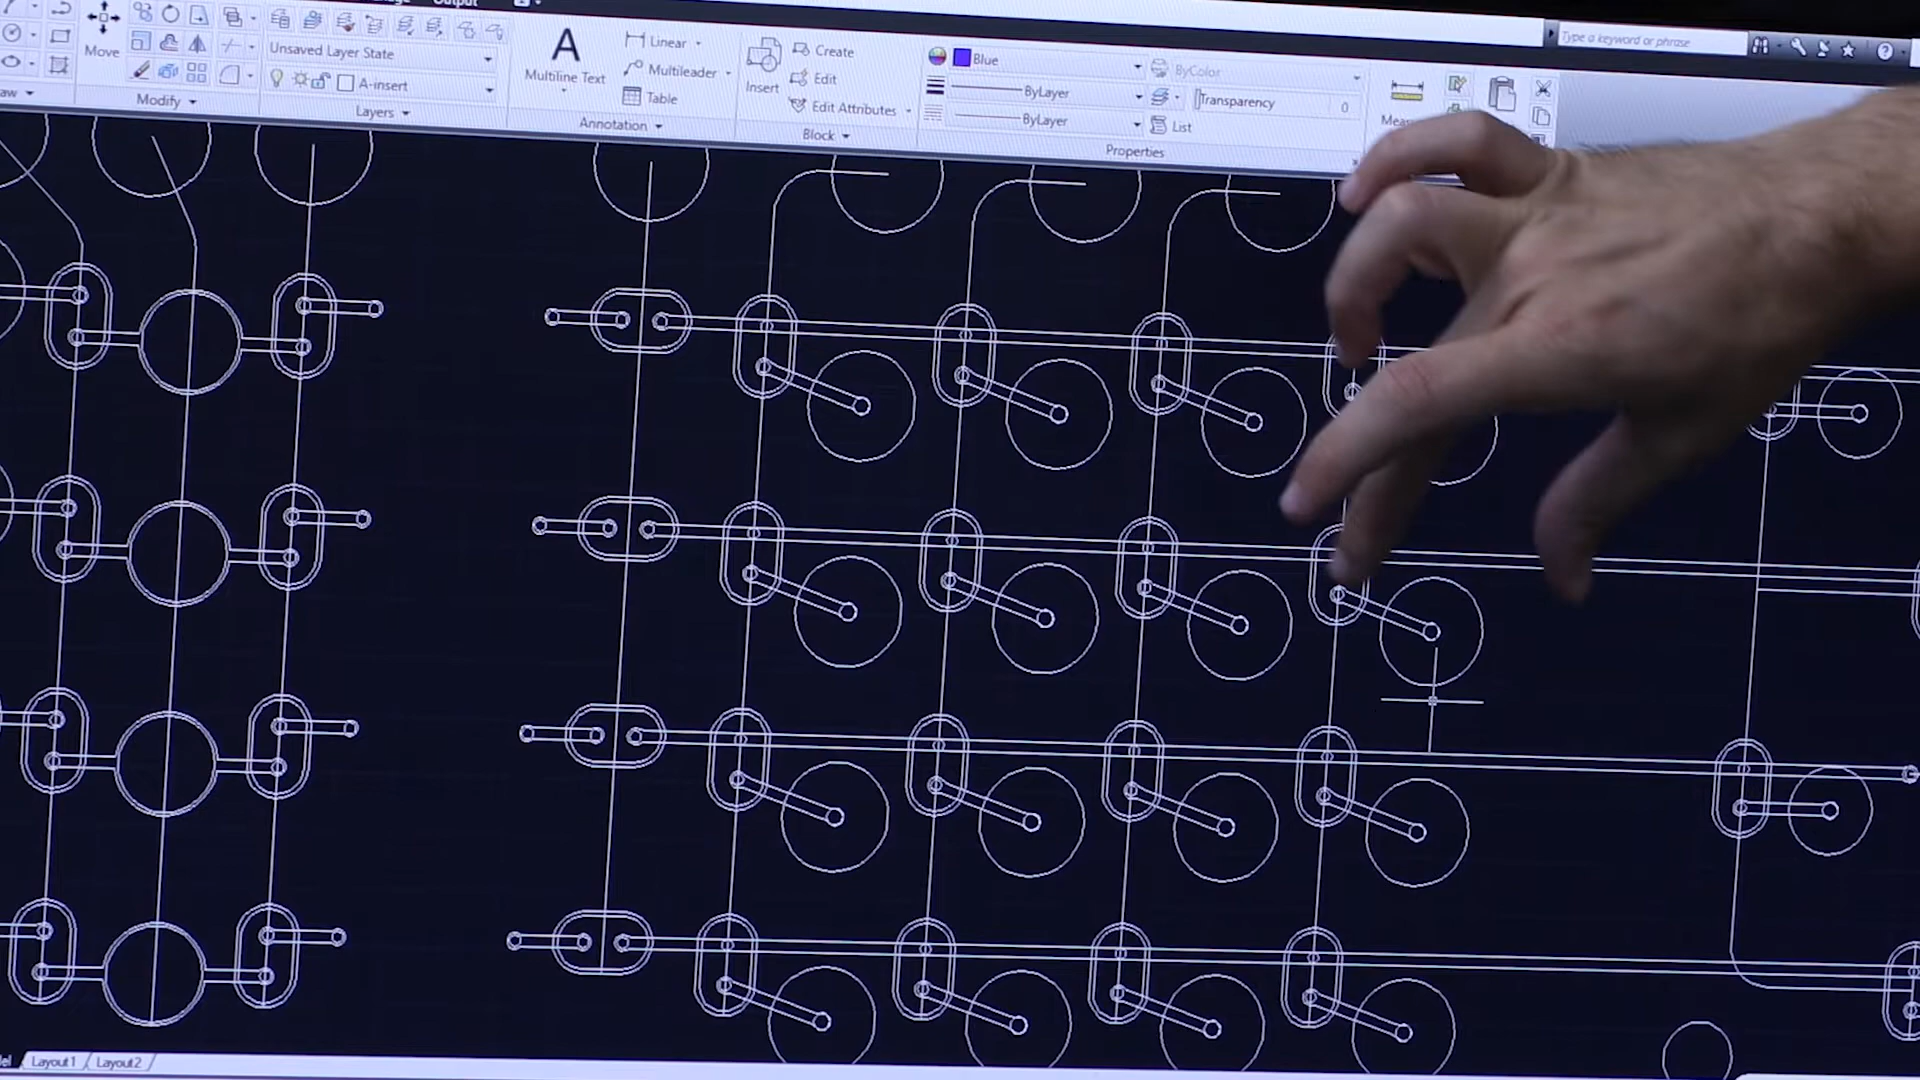 Output
Type a keyword or phrase
Move
Unsaved Layer State
A-insert
Modify
Layers
A
Multiline Text
Linear
Multileader
Table
Annotation
Insert
Create
Edit
Edit Attributes
Block
Blue
ByLayer
ByLayer
ByColor
Transparency 0
List
Properties
Layout1
Layout2